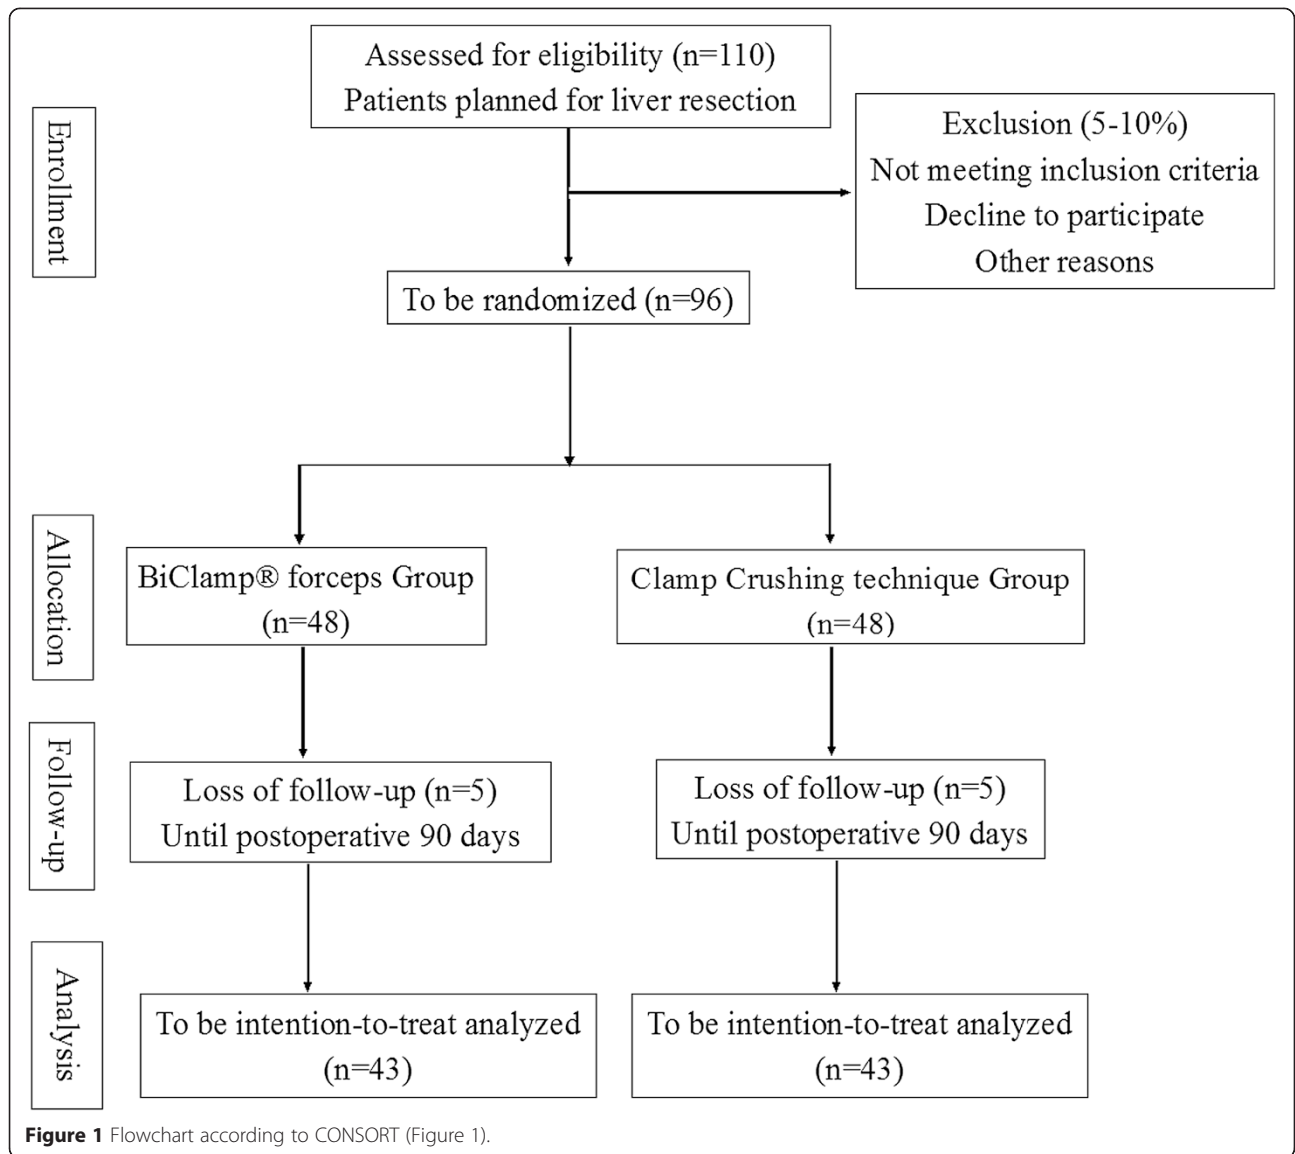 Assessed for eligibility (n=110)
Patients planned for liver resection
Enrollment
Exclusion (5-10%)
Not meeting inclusion criteria
Decline to participate
Other reasons
To be randomized (n=96)
Allocation
BiClamp® forceps Group
(n=48)
Clamp Crushing technique Group
(n=48)
Follow-up
Loss of follow-up (n=5)
Until postoperative 90 days
Loss of follow-up (n=5)
Until postoperative 90 days
Analysis
To be intention-to-treat analyzed
(n=43)
To be intention-to-treat analyzed
(n=43)
Figure 1 Flowchart according to CONSORT (Figure 1).